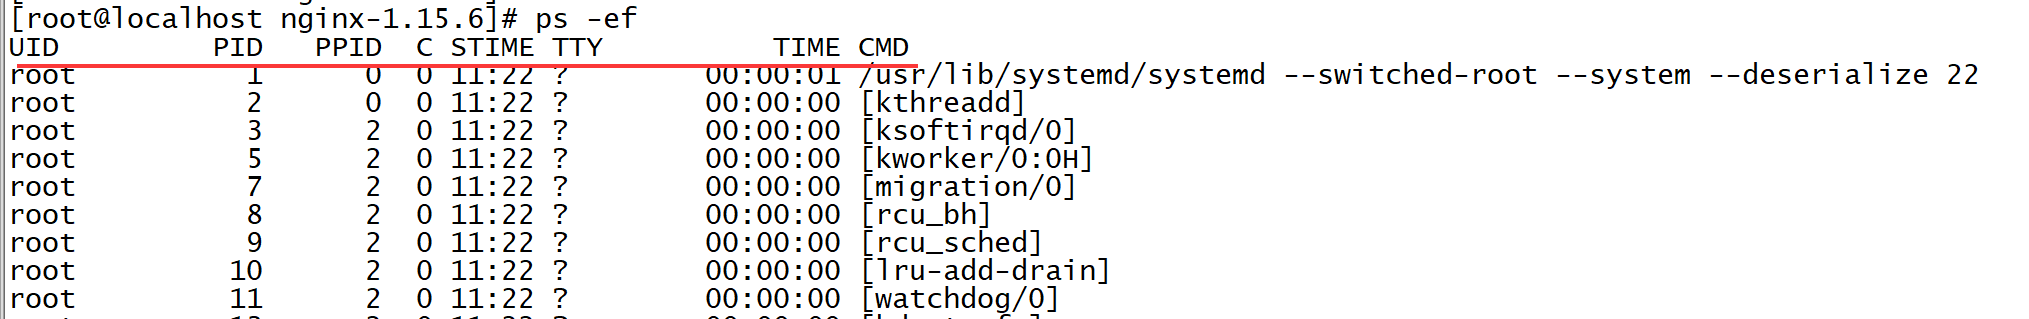 [root@localhost nginx-1.15.6]# ps -ef
UID PID PPID C STIME TTY TIME CMD
root 1 0 0 11:22 ? 00:00:01 /usr/lib/systemd/systemd --switched-root --system --deserialize 22
root 2 0 0 11:22 ? 00:00:00 [kthreadd]
root 3 2 0 11:22 ? 00:00:00 [ksoftirqd/0]
root 5 2 0 11:22 ? 00:00:00 [kworker/0:0H]
root 7 2 0 11:22 ? 00:00:00 [migration/0]
root 8 2 0 11:22 ? 00:00:00 [rcu_bh]
root 9 2 0 11:22 ? 00:00:00 [rcu_sched]
root 10 2 0 11:22 ? 00:00:00 [lru-add-drain]
root 11 2 0 11:22 ? 00:00:00 [watchdog/0]